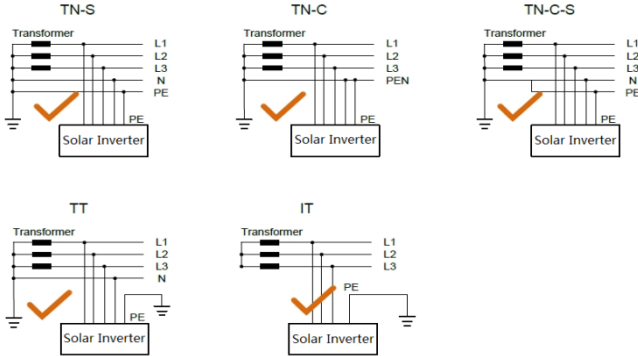 TN-S
Transformer
L1
L2
L3
N
PE
PE
Solar Inverter
TN-C
Transformer
L1
L2
L3
PEN
PE
Solar Inverter
TN-C-S
Transformer
L1
L2
L3
N
PE
PE
Solar Inverter
TT
Transformer
L1
L2
L3
N
PE
Solar Inverter
IT
Transformer
L1
L2
L3
PE
Solar Inverter